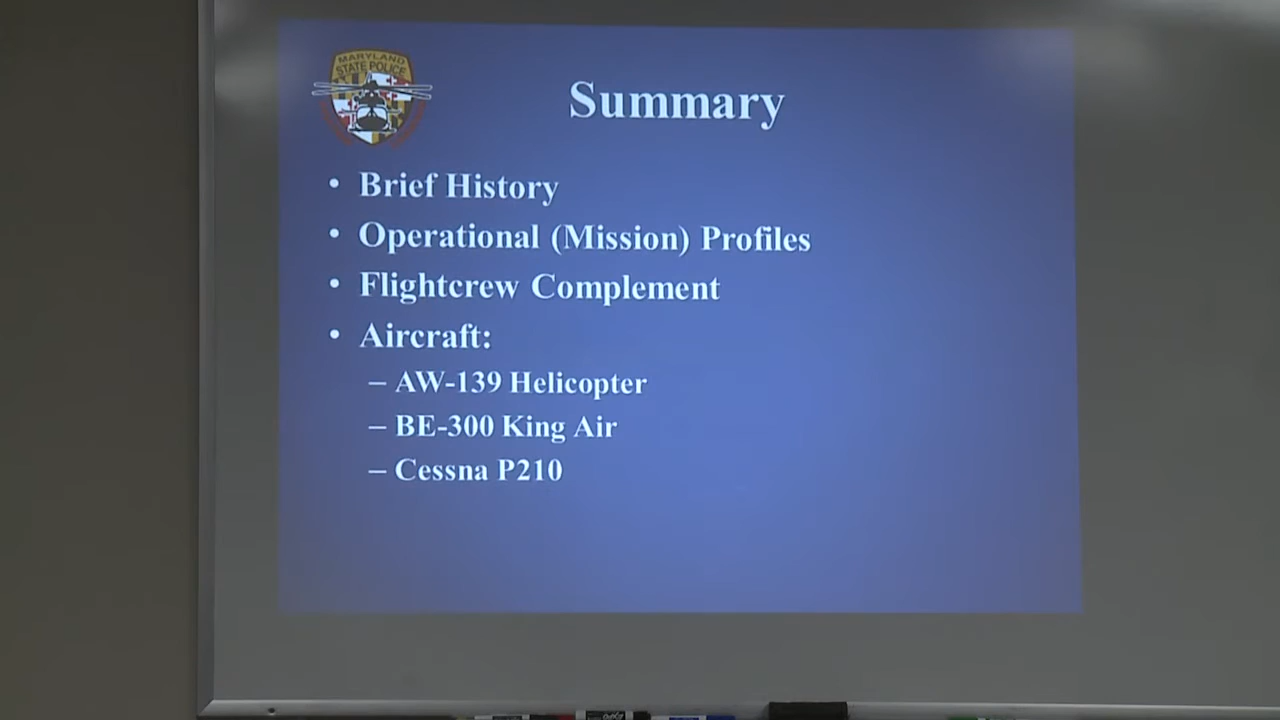 MARYLAND
STATE POLICE
Summary
• Brief History
• Operational (Mission) Profiles
• Flightcrew Complement
• Aircraft:
– AW-139 Helicopter
– BE-300 King Air
– Cessna P210